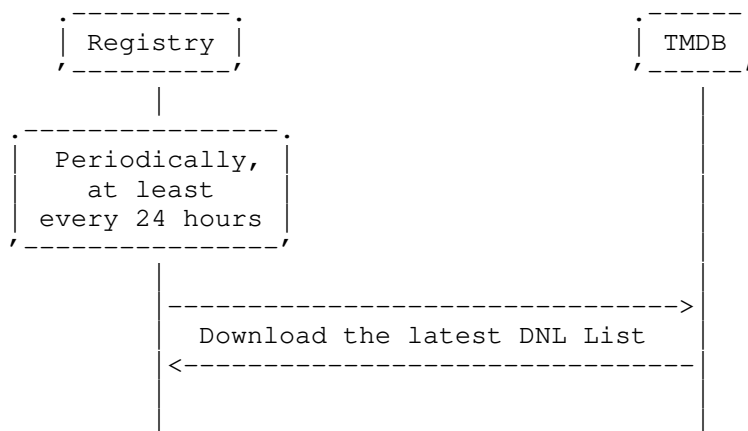 Registry
TMDB
Periodically,
at least
every 24 hours
Download the latest DNL List